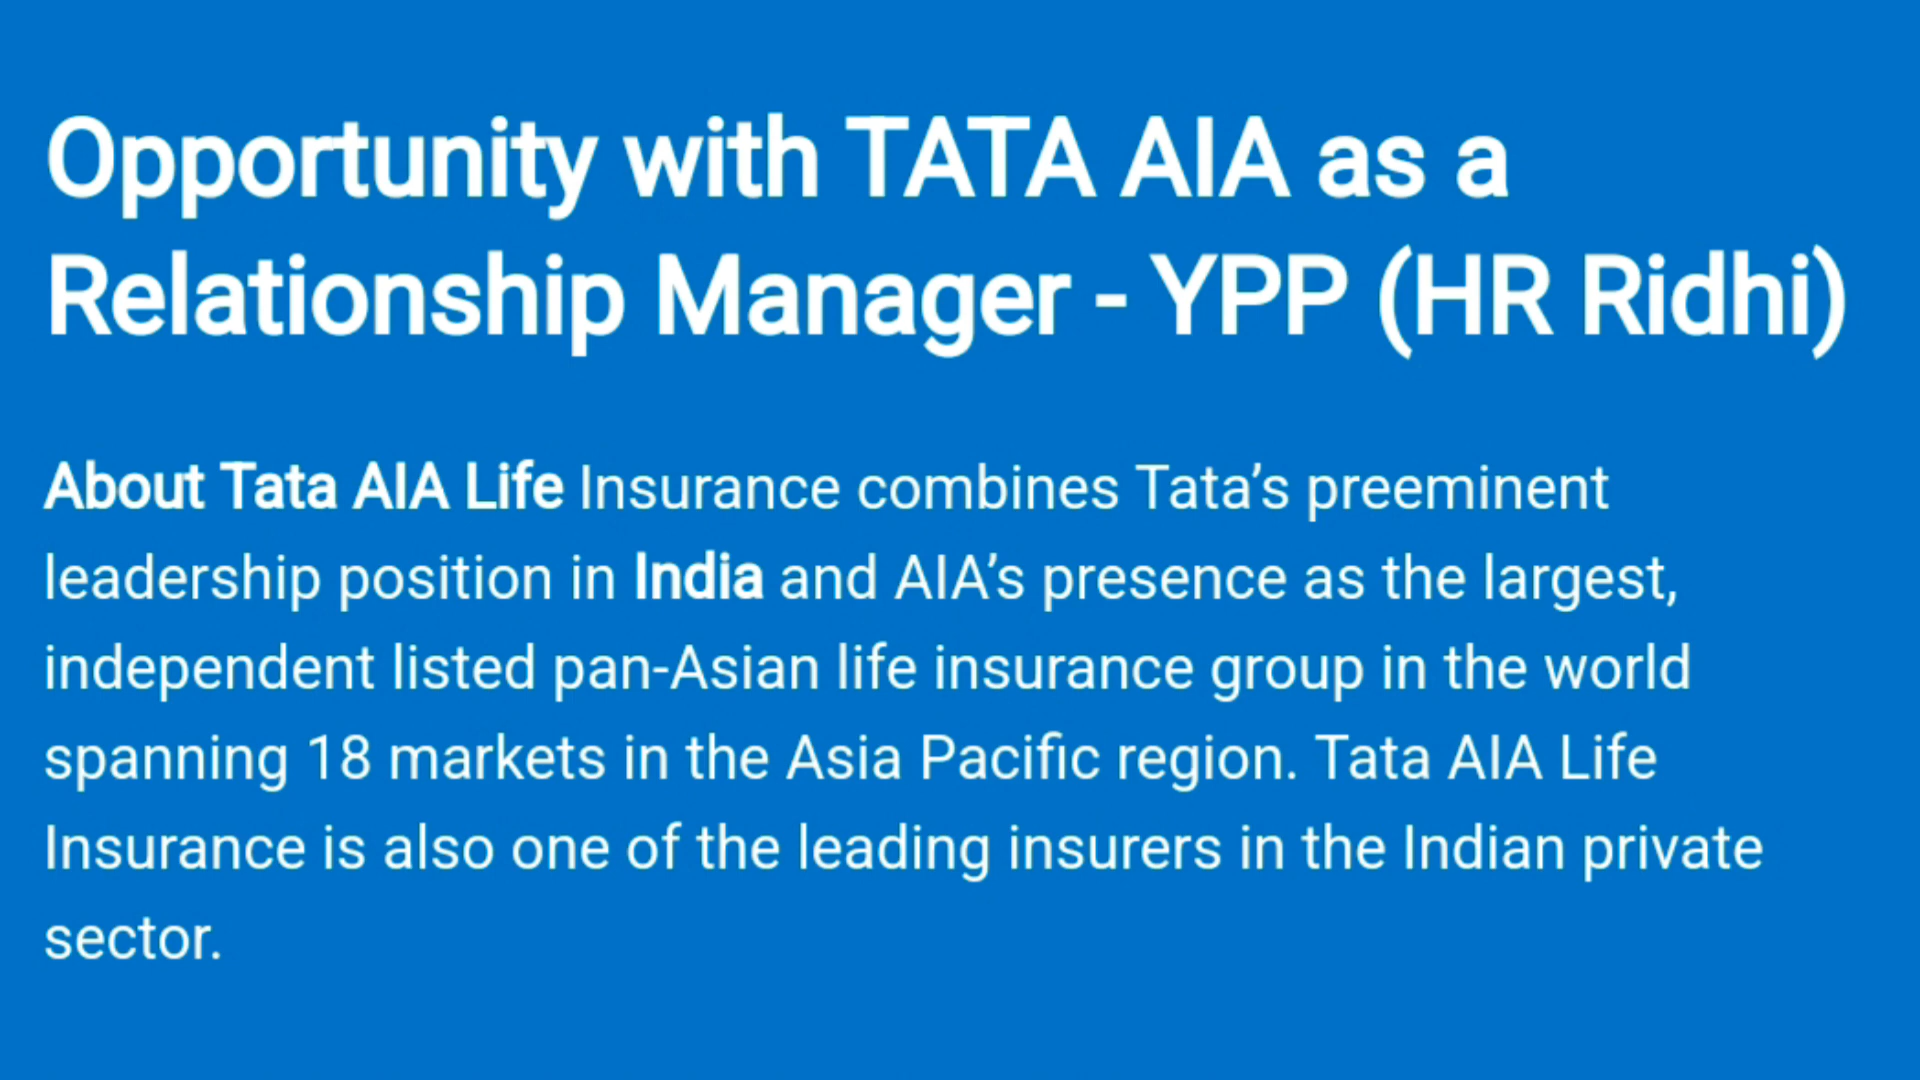 Opportunity with TATA AIA as a
Relationship Manager - YPP (HR Ridhi)
About Tata AIA Life Insurance combines Tata’s preeminent
leadership position in India and AIA’s presence as the largest,
independent listed pan-Asian life insurance group in the world
spanning 18 markets in the Asia Pacific region. Tata AIA Life
Insurance is also one of the leading insurers in the Indian private
sector.